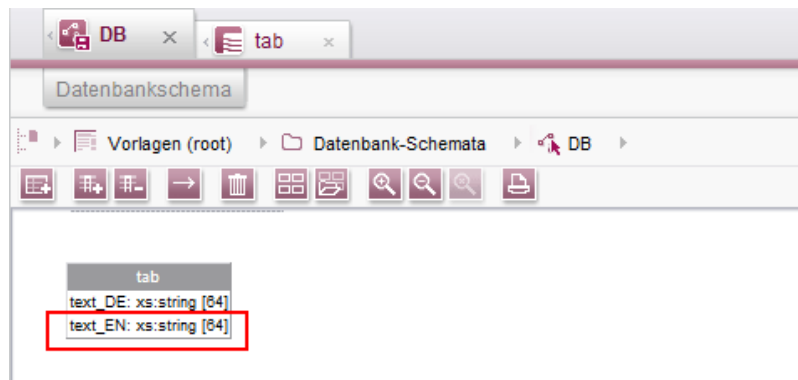 DB tab
Datenbankschema
Vorlagen (root) Datenbank-Schemata DB
tab
text_DE: xs:string [64]
text_EN: xs:string [64]